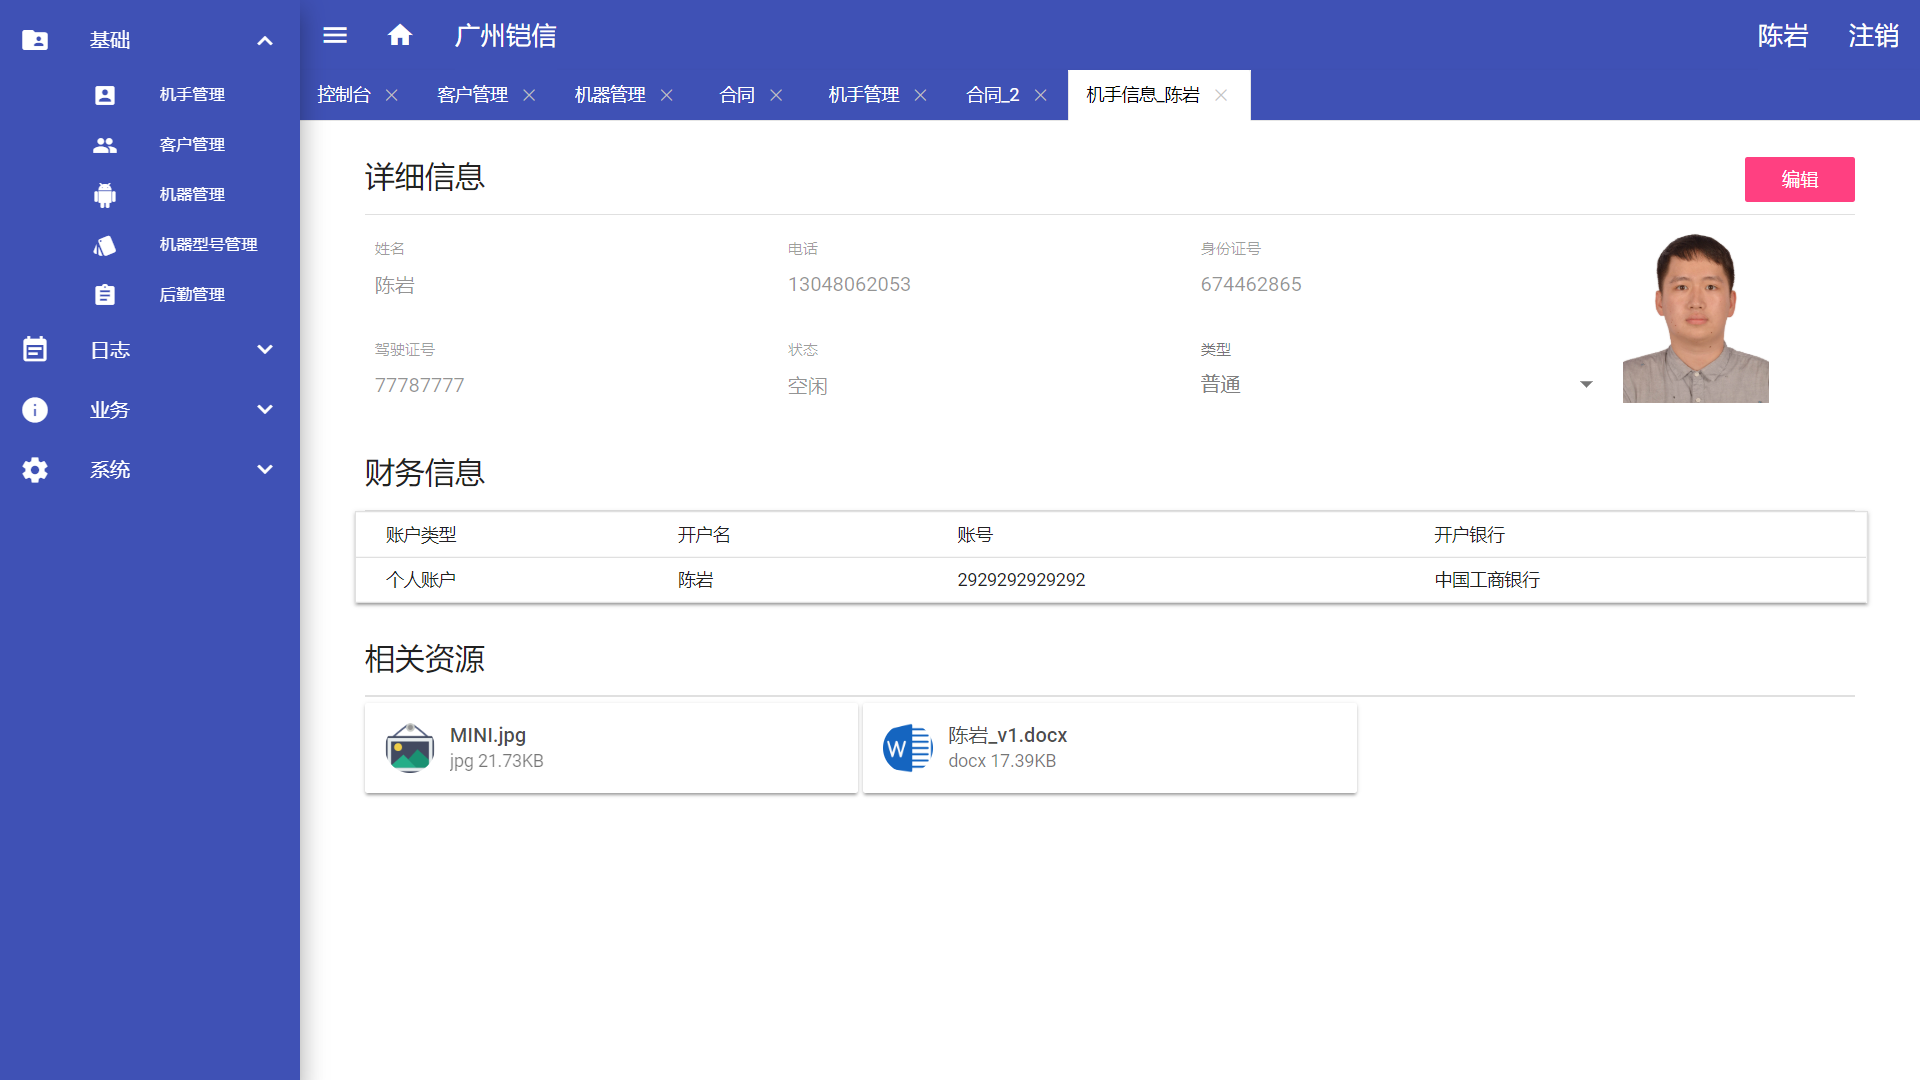 基础
机手管理
客户管理
机器管理
机器型号管理
后勤管理
日志
业务
系统
广州铠信
陈岩 注销
控制台 客户管理 机器管理 合同 机手管理 合同_2 机手信息_陈岩
详细信息
编辑
姓名 电话 身份证号
陈岩 13048062053 674462865
驾驶证号 状态 类型
77787777 空闲 普通
财务信息
账户类型 开户名 账号 开户银行
个人账户 陈岩 2929292929292 中国工商银行
相关资源
MINI.jpg
jpg 21.73KB
W
陈岩_v1.docx
docx 17.39KB